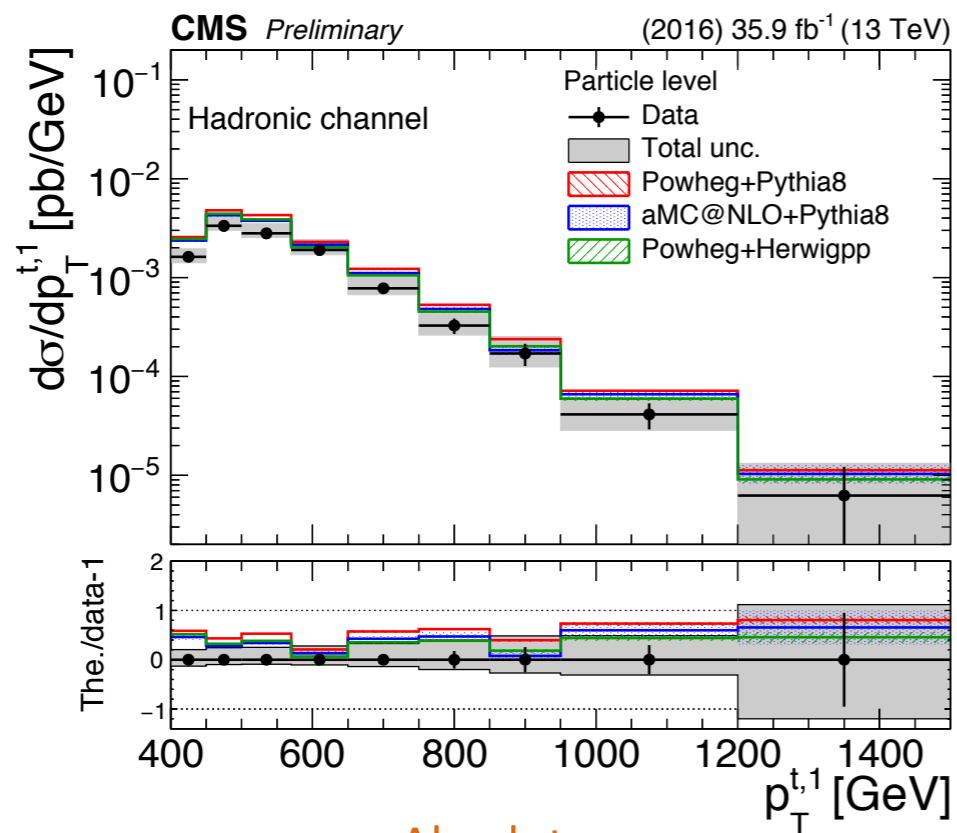 CMS Preliminary (2016) 35.9 fb⁻¹ (13 TeV)
dσ/dp_T^{t,1} [pb/GeV]
10⁻¹
10⁻²
10⁻³
10⁻⁴
10⁻⁵
Hadronic channel
Particle level
Data
Total unc.
Powheg+Pythia8
aMC@NLO+Pythia8
Powheg+Herwigpp
The./data-1
2
1
0
−1
400 600 800 1000 1200 1400
p_T^{t,1} [GeV]